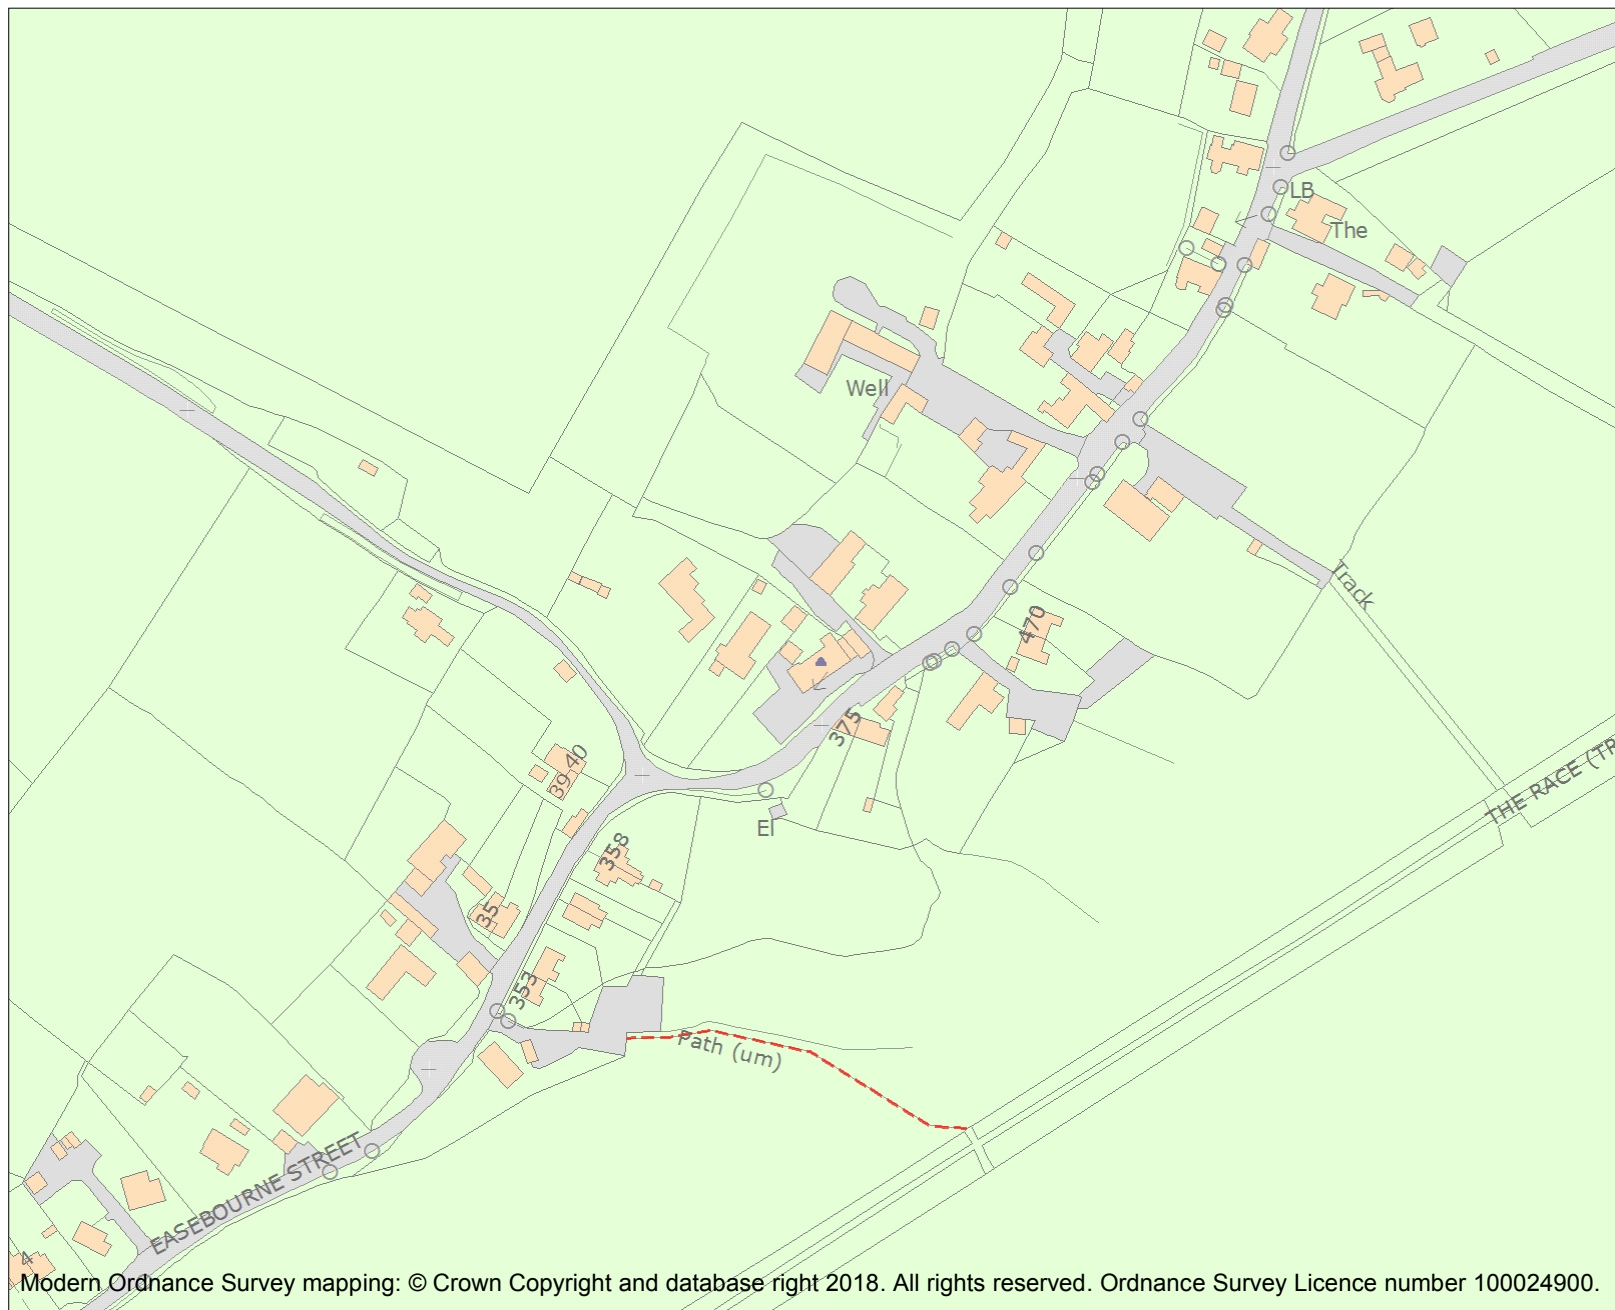 LB
The
Well
Track
470
375
THE RACE (TR
39 40
El
358
35
353
Path (um)
EASEBOURNE STREET
4
Modern Ordnance Survey mapping: © Crown Copyright and database right 2018. All rights reserved. Ordnance Survey Licence number 100024900.